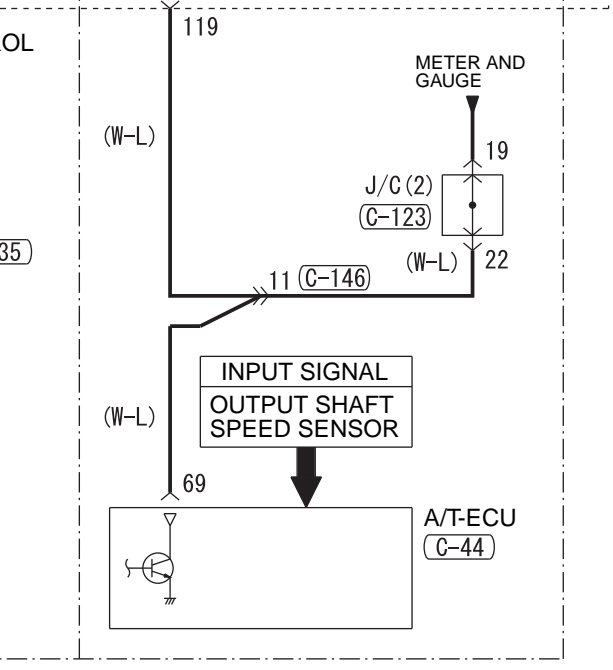 119
OL
METER AND
GAUGE
(W-L)
19
J/C(2)
C-123
35
(W-L)
22
11
C-146
INPUT SIGNAL
OUTPUT SHAFT
SPEED SENSOR
(W-L)
69
A/T-ECU
C-44